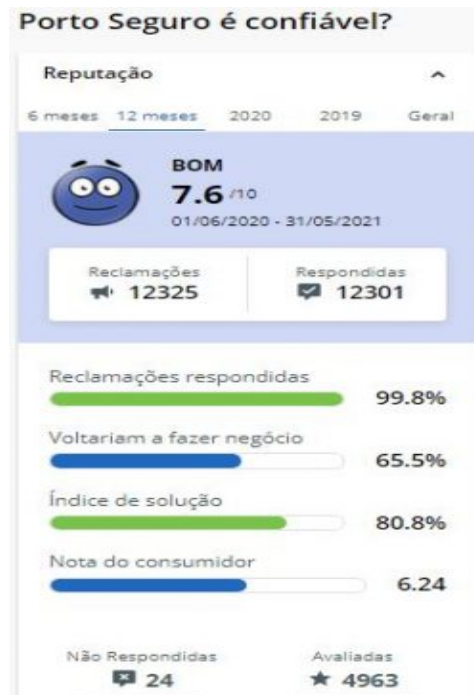 Porto Seguro é confiável?
Reputação
6 meses 12 meses 2020 2019 Geral
BOM
7.6 /10
01/06/2020 - 31/05/2021
Reclamações Respondidas
12325 12301
Reclamações respondidas
99.8%
Voltariam a fazer negócio
65.5%
Índice de solução
80.8%
Nota do consumidor
6.24
Não Respondidas Avaliadas
24 4963